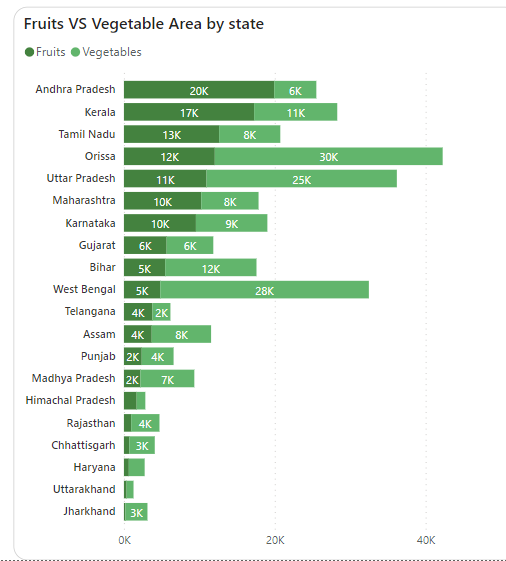 Fruits VS Vegetable Area by state
Fruits Vegetables
Andhra Pradesh 20K 6K
Kerala 17K 11K
Tamil Nadu 13K 8K
Orissa 12K 30K
Uttar Pradesh 11K 25K
Maharashtra 10K 8K
Karnataka 10K 9K
Gujarat 6K 6K
Bihar 5K 12K
West Bengal 5K 28K
Telangana 4K 2K
Assam 4K 8K
Punjab 2K 4K
Madhya Pradesh 2K 7K
Himachal Pradesh
Rajasthan 4K
Chhattisgarh 3K
Haryana
Uttarakhand
Jharkhand 3K
0K 20K 40K